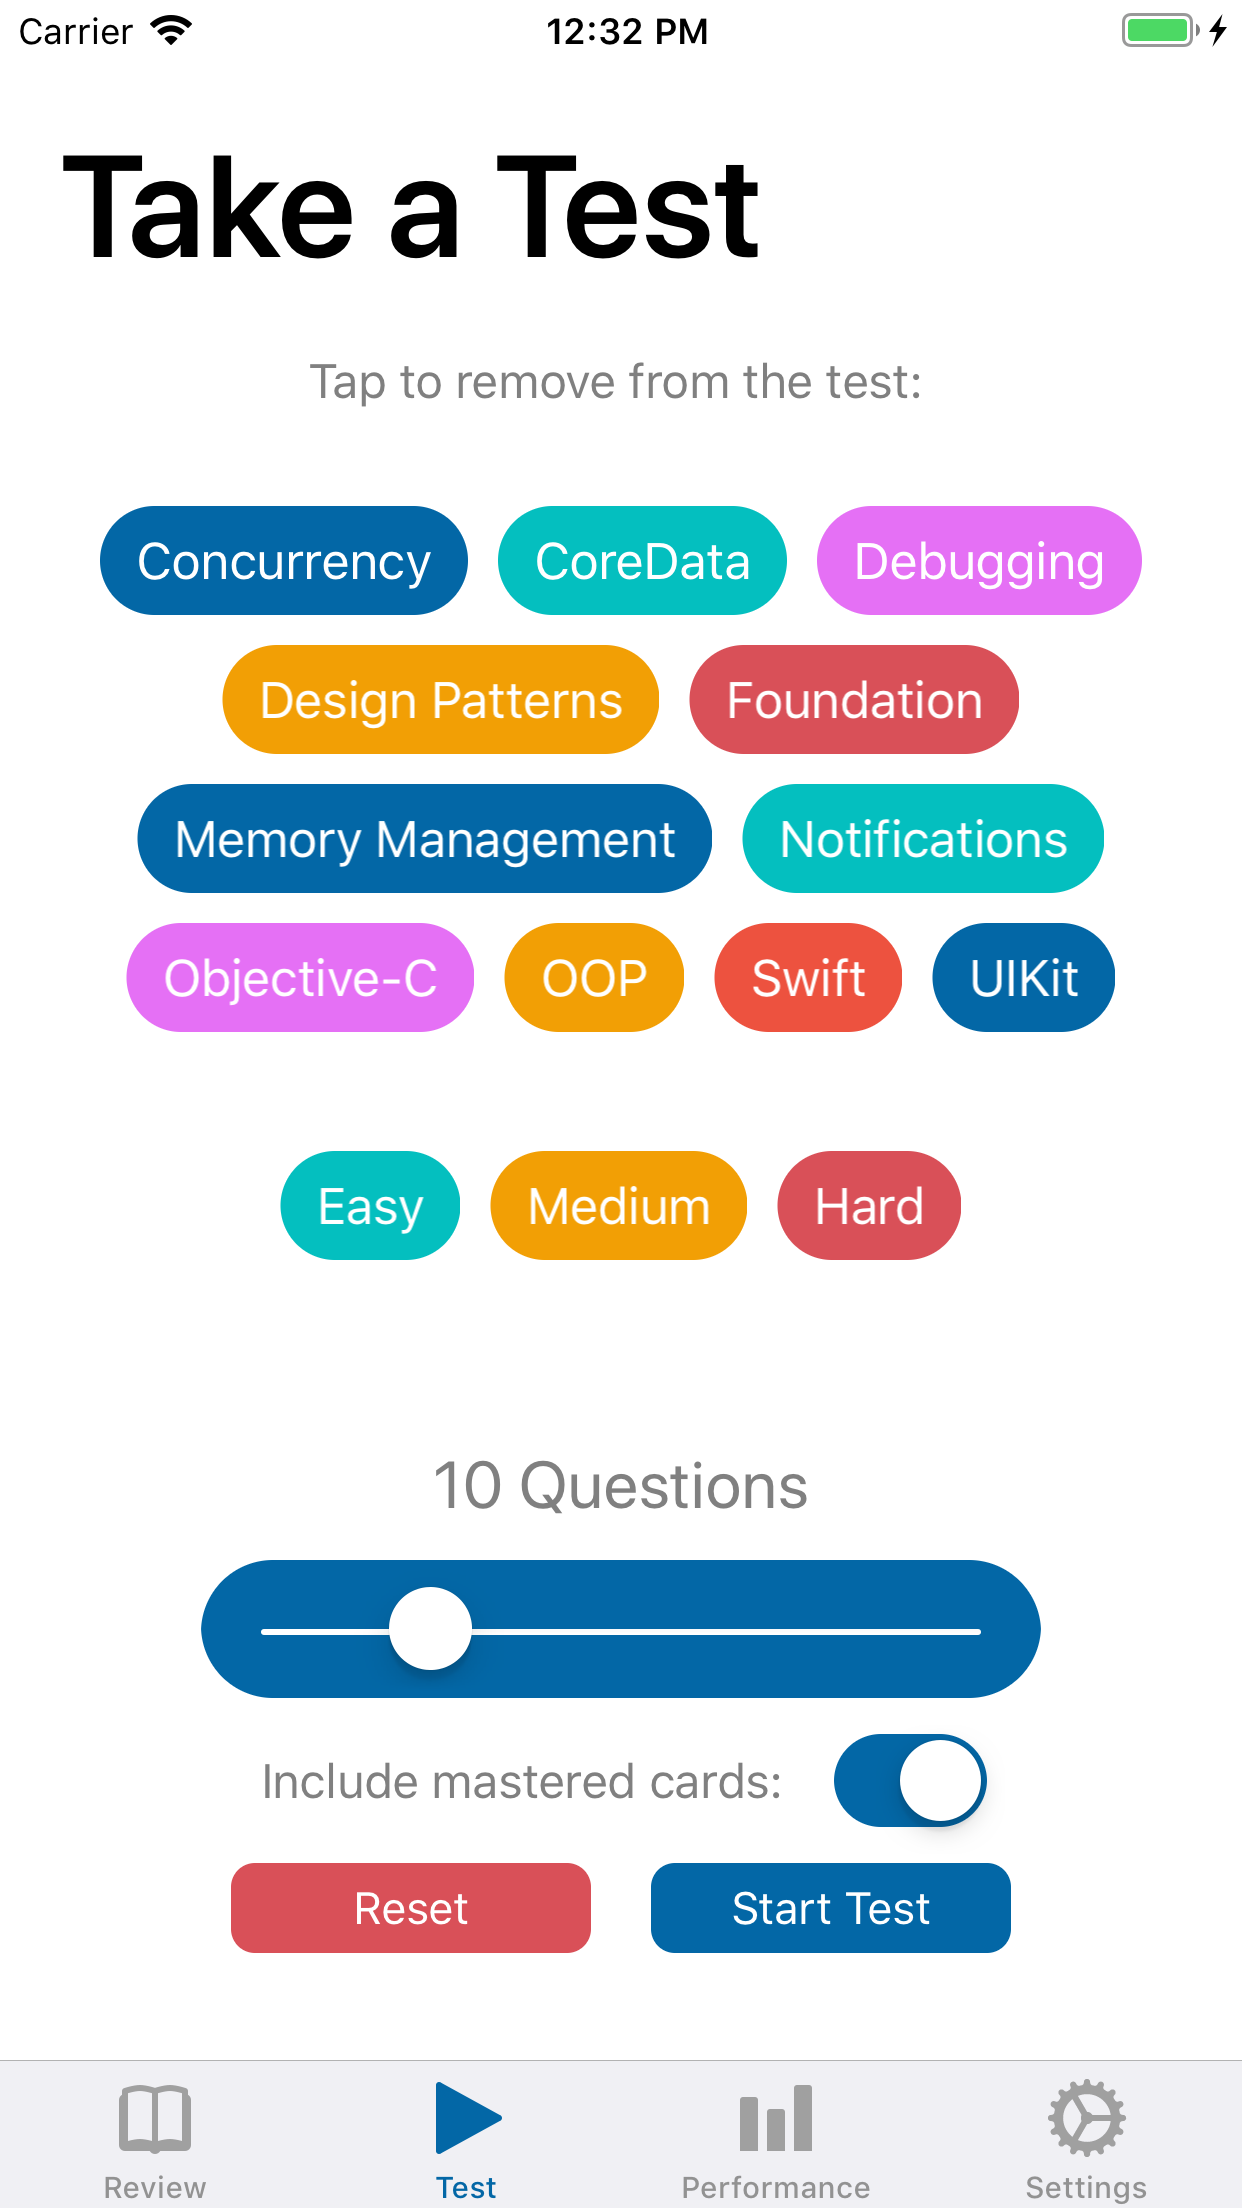 Carrier 12:32 PM
Take a Test
Tap to remove from the test:
Concurrency CoreData Debugging
Design Patterns Foundation
Memory Management Notifications
Objective-C OOP Swift UIKit
Easy Medium Hard
10 Questions
Include mastered cards:
Reset Start Test
Review Test Performance Settings